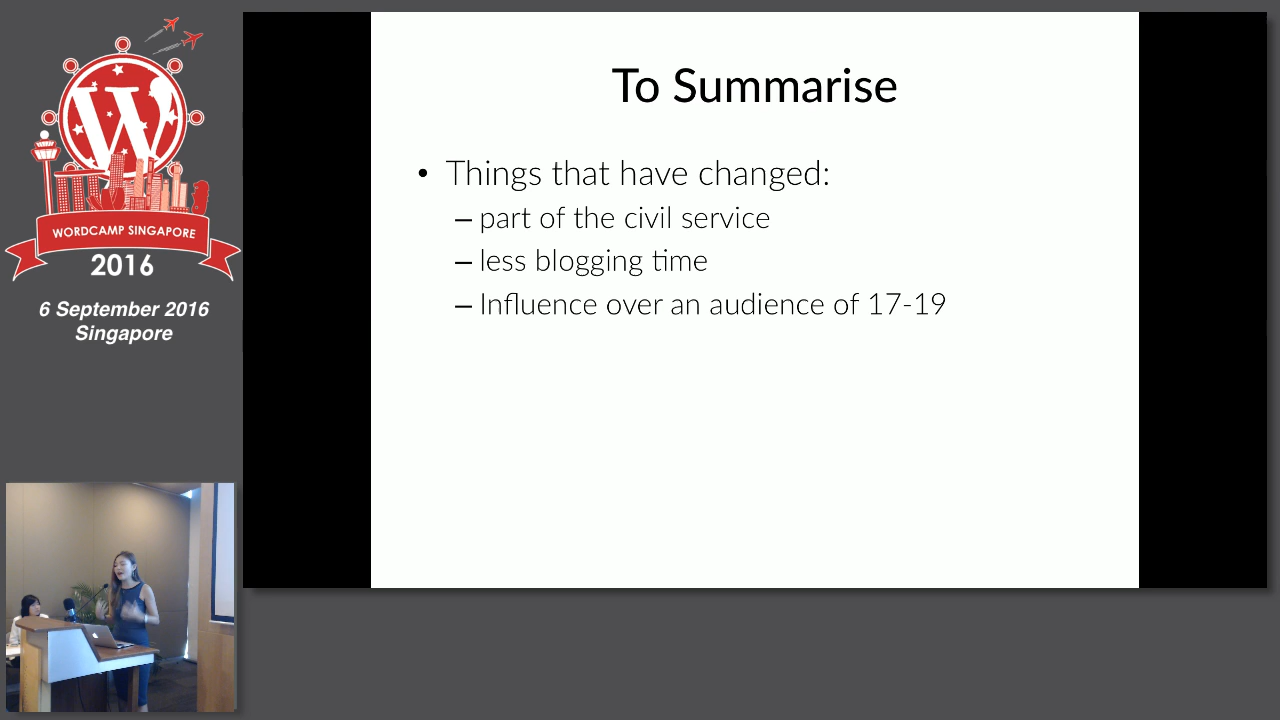 W
WORDCAMP SINGAPORE
2016
6 September 2016
Singapore
To Summarise
• Things that have changed:
– part of the civil service
– less blogging time
– Influence over an audience of 17-19